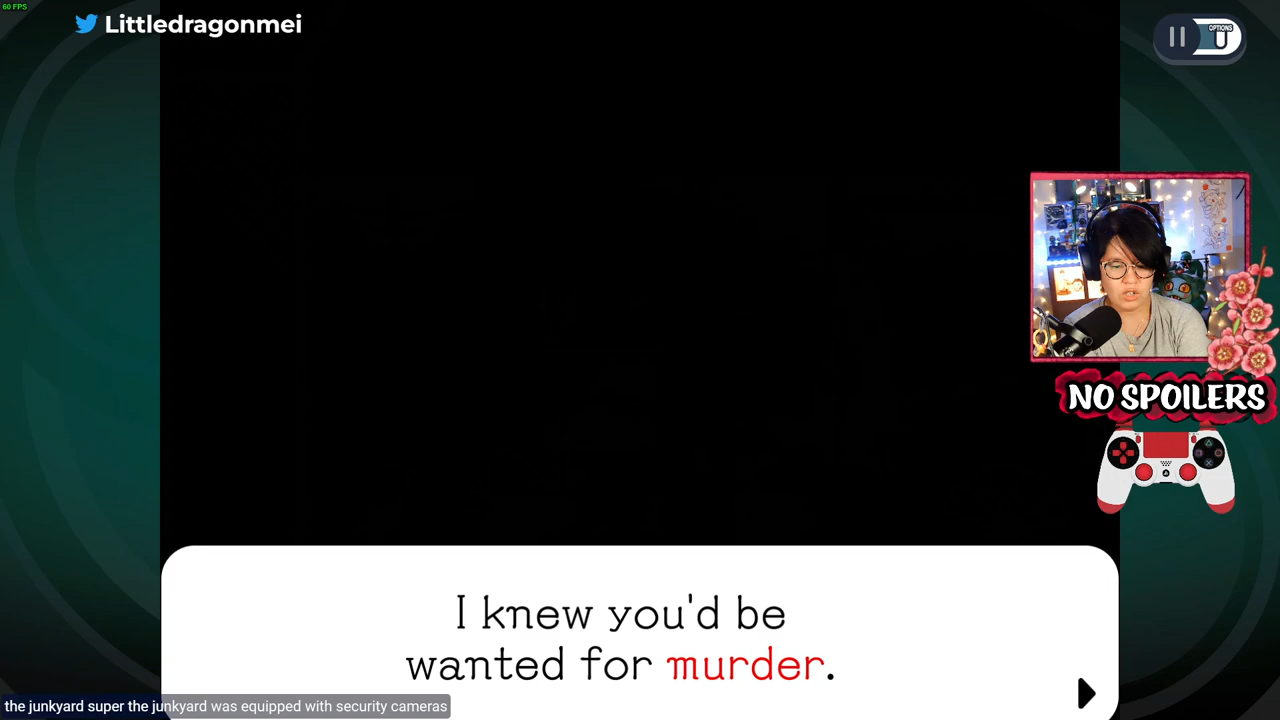 60 FPS
Littledragonmei
OPTIONS
NO SPOILERS
I knew you'd be
wanted for murder.
the junkyard super the junkyard was equipped with security cameras